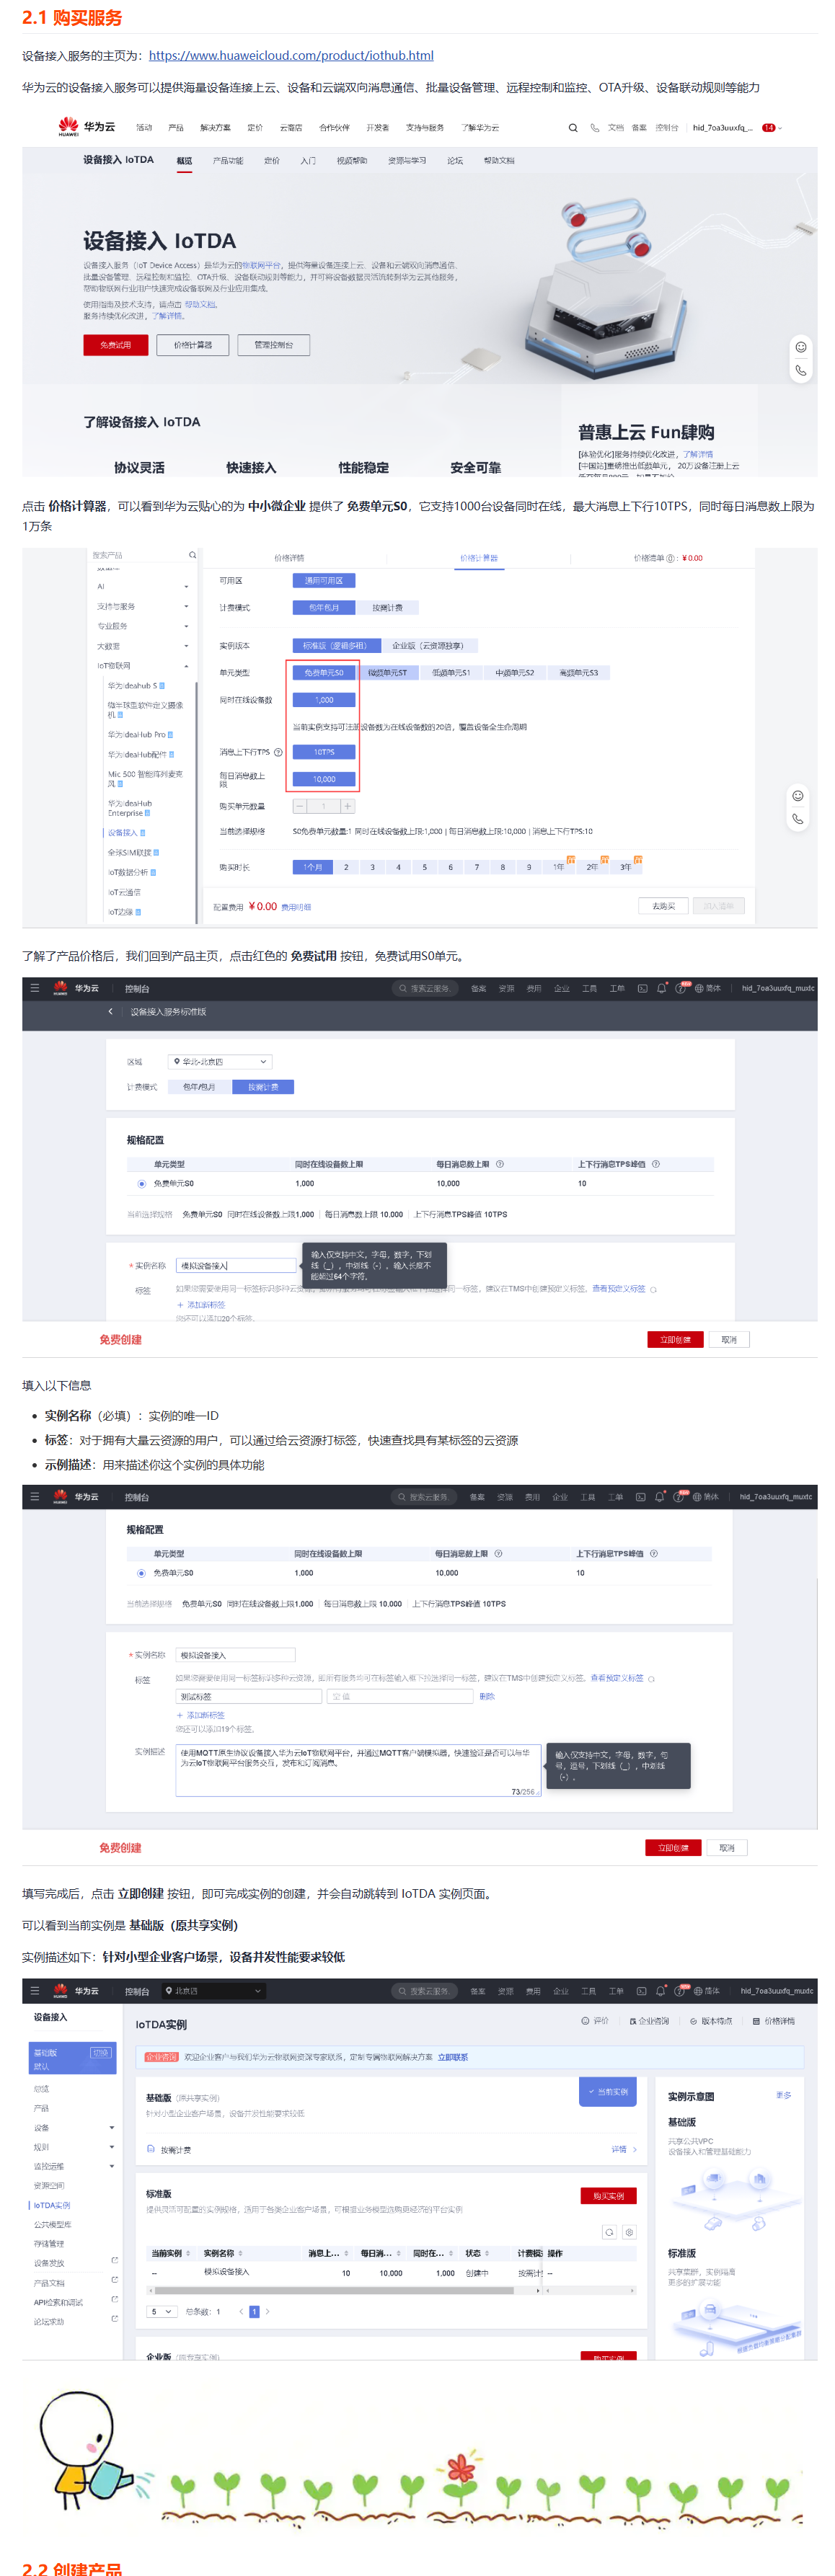 2.1 购买服务
设备接入服务的主页为：https://www.huaweicloud.com/product/iothub.html
华为云的设备接入服务可以提供海量设备连接上云、设备和云端双向消息通信、批量设备管理、远程控制和监控、OTA升级、设备联动规则等能力
HUAWEI 华为云 活动 产品 解决方案 定价 云商店 合作伙伴 开发者 支持与服务 了解华为云 文档 备案 控制台 hid_7oa3uuxfq_... 14
设备接入 IoTDA 概览 产品功能 定价 入门 视频帮助 资源与学习 论坛 帮助文档
设备接入 IoTDA
设备接入服务（IoT Device Access）是华为云的物联网平台，提供海量设备连接上云、设备和云端双向消息通信、
批量设备管理、远程控制和监控、OTA升级、设备联动规则等能力，并可将设备数据灵活流转到华为云其他服务，
帮助物联网行业用户快速完成设备联网及行业应用集成。
使用指南及技术支持，请点击 帮助文档。
服务持续优化改进，了解详情。
免费试用 价格计算器 管理控制台
了解设备接入 IoTDA
普惠上云 Fun肆购
[体验优化]服务持续优化改进，了解详情
[中国站]重磅推出低频单元， 20万设备注册上云
协议灵活 快速接入 性能稳定 安全可靠
点击 价格计算器，可以看到华为云贴心的为 中小微企业 提供了 免费单元S0，它支持1000台设备同时在线，最大消息上下行10TPS，同时每日消息数上限为
1万条
搜索产品 价格详情 价格计算器 价格清单 ：¥0.00
AI
支持与服务
专业服务
大数据
IoT物联网
华为IdeaHub S
微半球型软件定义摄像
机
华为IdeaHub Pro
华为IdeaHub配件
Mic 500 智能阵列麦克
风
华为IdeaHub
Enterprise
设备接入
全球SIM联接
IoT数据分析
IoT云通信
IoT边缘
可用区 通用可用区
计费模式 包年包月 按需计费
实例版本 标准版（逻辑多租） 企业版（云资源独享）
单元类型 免费单元S0 微频单元ST 低频单元S1 中频单元S2 高频单元S3
同时在线设备数 1,000
当前实例支持可注册设备数为在线设备数的20倍，覆盖设备全生命周期
消息上下行TPS 10TPS
每日消息数上
限 10,000
购买单元数量 1
当前选择规格 S0免费单元数量:1 同时在线设备数上限:1,000 | 每日消息数上限:10,000 | 消息上下行TPS:10
购买时长 1个月 2 3 4 5 6 7 8 9 1年 2年 3年
配置费用 ¥0.00 费用明细 去购买 加入清单
了解了产品价格后，我们回到产品主页，点击红色的 免费试用 按钮，免费试用S0单元。
HUAWEI 华为云 控制台 搜索云服务 备案 资源 费用 企业 工具 工单 简体 hid_7oa3uuxfq_muxtc
设备接入服务标准版
区域 华北-北京四
计费模式 包年/包月 按需计费
规格配置
单元类型 同时在线设备数上限 每日消息数上限 上下行消息TPS峰值
免费单元S0 1,000 10,000 10
当前选择规格 免费单元S0 同时在线设备数上限1,000 | 每日消息数上限 10,000 | 上下行消息TPS峰值 10TPS
* 实例名称 模拟设备接入
输入仅支持中文，字母，数字，下划
线（_），中划线（-）。输入长度不
能超过64个字符。
标签 如果您需要使用同一标签标识多种云资源，即所有服务均可在标签输入框下拉选择同一标签，建议在TMS中创建预定义标签。查看预定义标签
+ 添加新标签
您还可以添加20个标签。
免费创建 立即创建 取消
填入以下信息
• 实例名称（必填）：实例的唯一ID
• 标签：对于拥有大量云资源的用户，可以通过给云资源打标签，快速查找具有某标签的云资源
• 示例描述：用来描述你这个实例的具体功能
HUAWEI 华为云 控制台 搜索云服务 备案 资源 费用 企业 工具 工单 简体 hid_7oa3uuxfq_muxtc
规格配置
单元类型 同时在线设备数上限 每日消息数上限 上下行消息TPS峰值
免费单元S0 1,000 10,000 10
当前选择规格 免费单元S0 同时在线设备数上限1,000 | 每日消息数上限 10,000 | 上下行消息TPS峰值 10TPS
* 实例名称 模拟设备接入
标签 如果您需要使用同一标签标识多种云资源，即所有服务均可在标签输入框下拉选择同一标签，建议在TMS中创建预定义标签。查看预定义标签
测试标签 空值 删除
+ 添加新标签
您还可以添加19个标签。
实例描述 使用MQTT原生协议设备接入华为云IoT物联网平台，并通过MQTT客户端模拟器，快速验证是否可以与华
为云IoT物联网平台服务交互，发布和订阅消息。
73/256
输入仅支持中文，字母，数字，句
号，逗号，下划线（_），中划线
（-）。
免费创建 立即创建 取消
填写完成后，点击 立即创建 按钮，即可完成实例的创建，并会自动跳转到 IoTDA 实例页面。
可以看到当前实例是 基础版（原共享实例）
实例描述如下：针对小型企业客户场景，设备并发性能要求较低
HUAWEI 华为云 控制台 北京四 搜索云服务 备案 资源 费用 企业 工具 工单 简体 hid_7oa3uuxfq_muxtc
设备接入
基础版 切换
默认
总览
产品
设备
规则
监控运维
资源空间
IoTDA实例
公共模型库
存储管理
设备发放
产品文档
API检索和调试
论坛求助
IoTDA实例 评价 企业咨询 版本特点 价格详情
企业咨询 欢迎企业客户与我们华为云物联网资深专家联系，定制专属物联网解决方案 立即联系
基础版（原共享实例） 当前实例
针对小型企业客户场景，设备并发性能要求较低
按需计费 详情
标准版
提供灵活可配置的实例规格，适用于各类企业客户场景，可根据业务模型选购更经济的平台实例
购买实例
当前实例 实例名称 消息上... 每日消... 同时在... 状态 计费模式 操作
-- 模拟设备接入 10 10,000 1,000 创建中 按需计费 --
5 总条数：1 < 1 >
企业版 购买实例
实例示意图 更多
基础版
共享公共VPC
设备接入和管理基础能力
标准版
共享集群，实例隔离
更多的扩展功能
2.2 创建产品